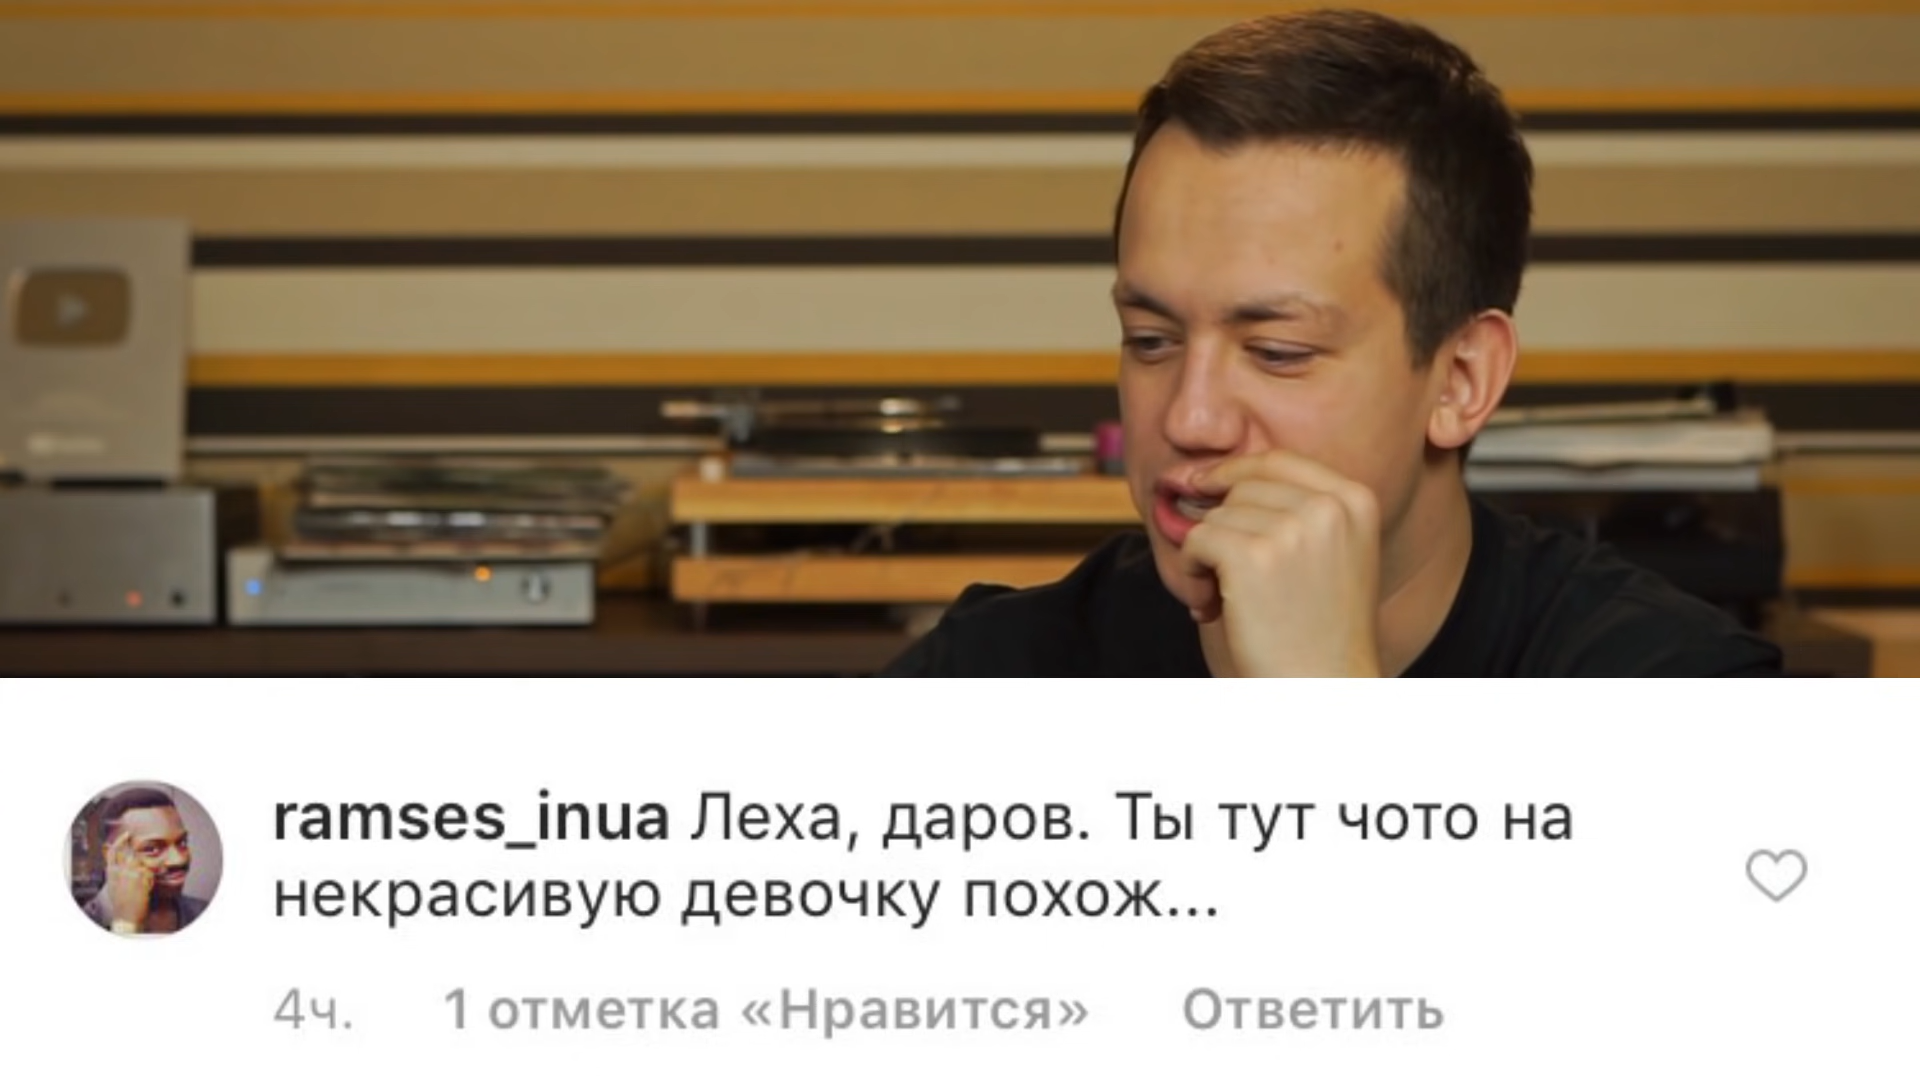 ramses_inua Леха, даров. Ты тут чото на
некрасивую девочку похож...
4ч. 1 отметка «Нравится» Ответить